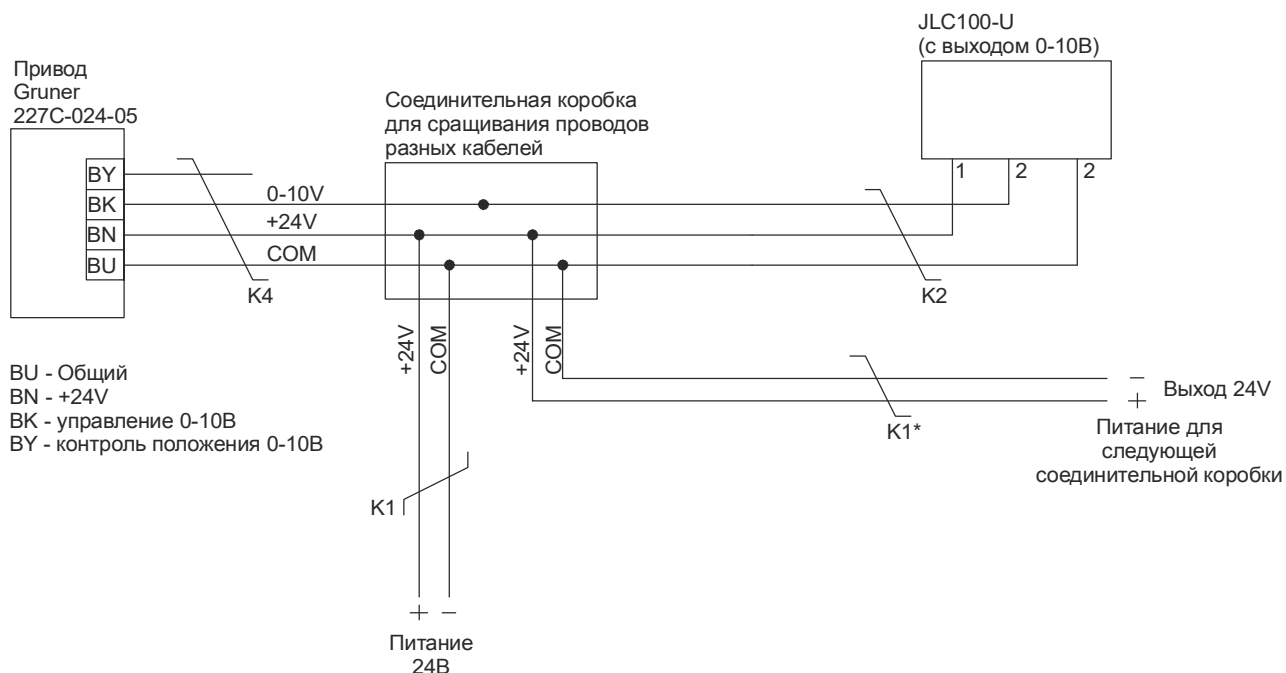 JLC100-U
(с выходом 0-10В)
Привод
Gruner
227C-024-05
Соединительная коробка
для сращивания проводов
разных кабелей
BY
BK
BN
BU
0-10V
+24V
COM
K4
1
2
2
K2
+24V
COM
+24V
COM
BU - Общий
BN - +24V
BK - управление 0-10В
BY - контроль положения 0-10В
K1*
− Выход 24V
+
Питание для
следующей
соединительной коробки
K1
+ −
Питание
24В